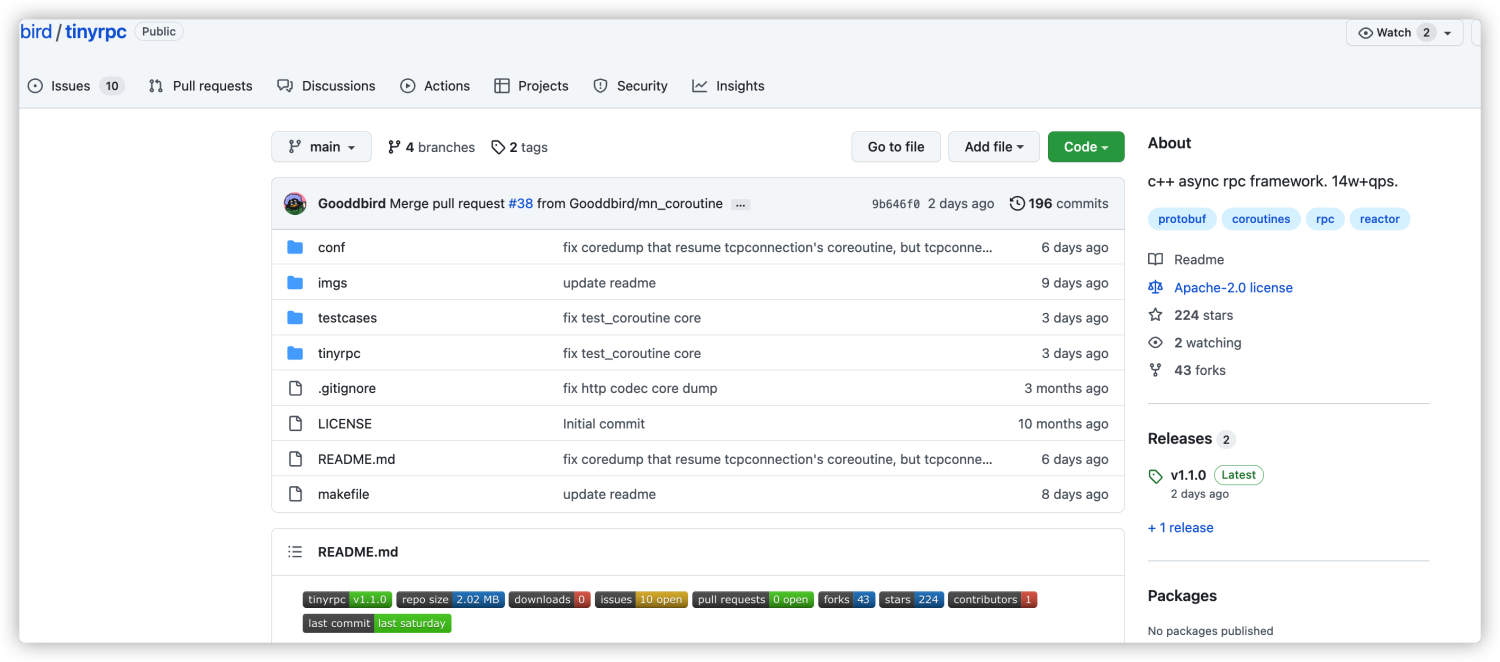 bird / tinyrpc Public Watch 2
Issues 10 Pull requests Discussions Actions Projects Security Insights
main 4 branches 2 tags Go to file Add file Code
Gooddbird Merge pull request #38 from Gooddbird/mn_coroutine ... 9b646f0 2 days ago 196 commits
conf fix coredump that resume tcpconnection's coreoutine, but tcpconne... 6 days ago
imgs update readme 9 days ago
testcases fix test_coroutine core 3 days ago
tinyrpc fix test_coroutine core 3 days ago
.gitignore fix http codec core dump 3 months ago
LICENSE Initial commit 10 months ago
README.md fix coredump that resume tcpconnection's coreoutine, but tcpconne... 6 days ago
makefile update readme 8 days ago
README.md
tinyrpc v1.1.0 repo size 2.02 MB downloads 0 issues 10 open pull requests 0 open forks 43 stars 224 contributors 1
last commit last saturday
About
c++ async rpc framework. 14w+qps.
protobuf coroutines rpc reactor
Readme
Apache-2.0 license
224 stars
2 watching
43 forks
Releases 2
v1.1.0 Latest
2 days ago
+ 1 release
Packages
No packages published